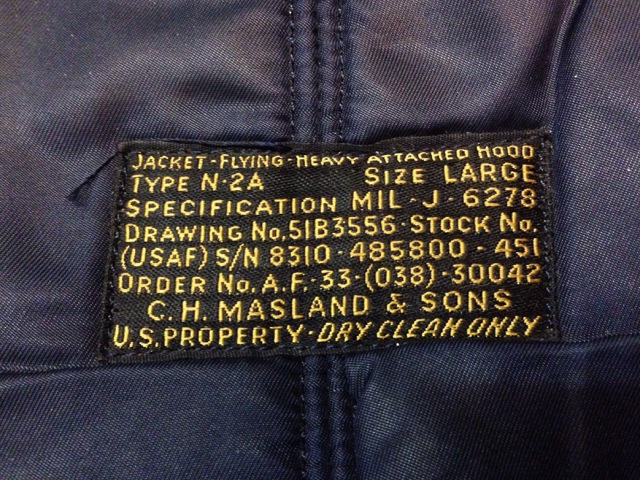 JACKET-FLYING-HEAVY ATTACHED HOOD
TYPE N-2A SIZE LARGE
SPECIFICATION MIL-J-6278
DRAWING No.51B3556-STOCK No.
(USAF) S/N 8310-485800-451
ORDER No. A.F.-33-(038)-30042
C.H. MASLAND & SONS
U.S. PROPERTY-DRY CLEAN ONLY